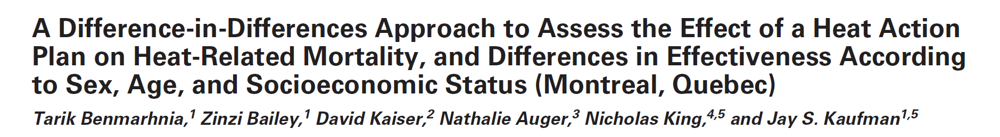 A Difference-in-Differences Approach to Assess the Effect of a Heat Action
Plan on Heat-Related Mortality, and Differences in Effectiveness According
to Sex, Age, and Socioeconomic Status (Montreal, Quebec)
Tarik Benmarhnia,1 Zinzi Bailey,1 David Kaiser,2 Nathalie Auger,3 Nicholas King,4,5 and Jay S. Kaufman1,5